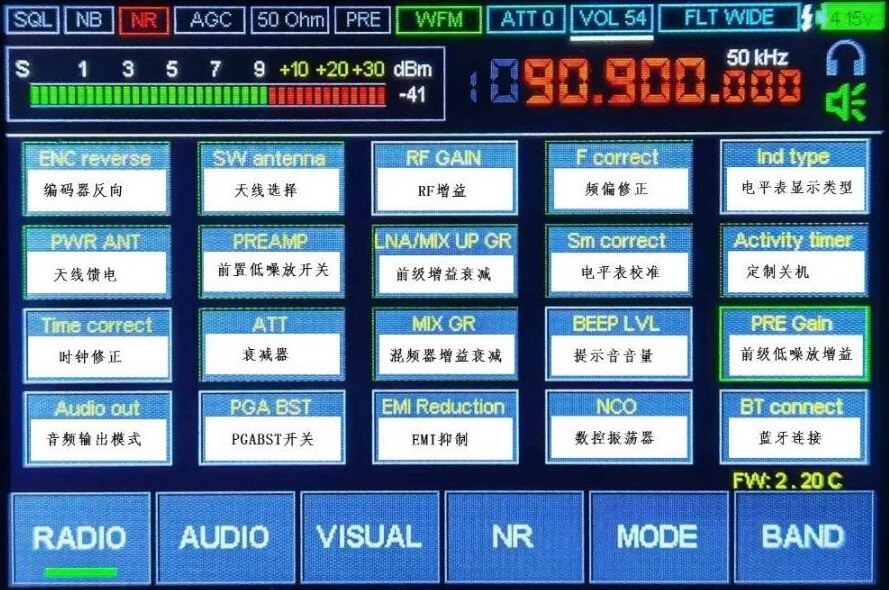 SQL NB NR AGC 50 Ohm PRE WFM ATT 0 VOL 54 FLT WIDE 4.15v
S 1 3 5 7 9 +10 +20 +30 dBm
-41
50 kHz
1090.900.000
ENC reverse
编码器反向
SW antenna
天线选择
RF GAIN
RF增益
F correct
频偏修正
Ind type
电平表显示类型
PWR ANT
天线馈电
PREAMP
前置低噪放开关
LNA/MIX UP GR
前级增益衰减
Sm correct
电平表校准
Activity timer
定制关机
Time correct
时钟修正
ATT
衰减器
MIX GR
混频器增益衰减
BEEP LVL
提示音音量
PRE Gain
前级低噪放增益
Audio out
音频输出模式
PGA BST
PGABST开关
EMI Reduction
EMI抑制
NCO
数控振荡器
BT connect
蓝牙连接
FW: 2.20C
RADIO AUDIO VISUAL NR MODE BAND